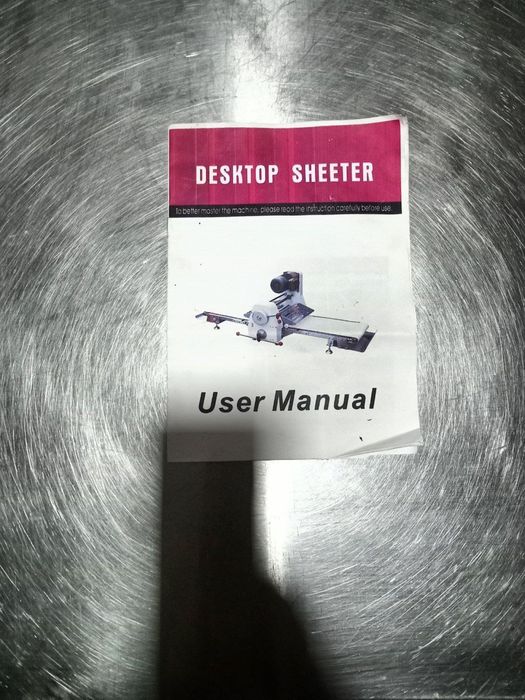 DESKTOP SHEETER
To better master the machine, please read the instruction carefully before use.
User Manual